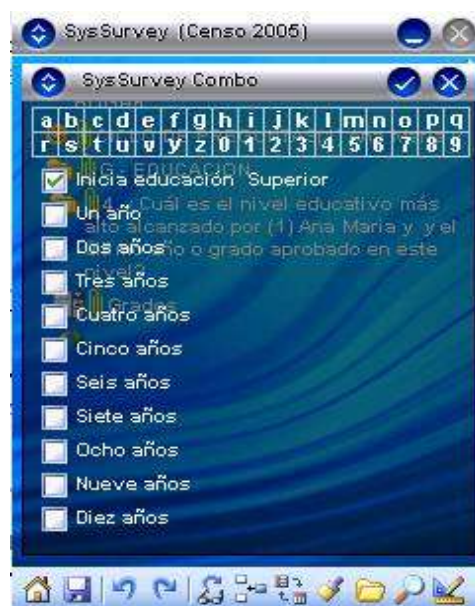 SysSurvey (Censo 2005)
SysSurvey Combo
a b c d e f g h i j k l m n o p q
r s t u v y z 0 1 2 3 4 5 6 7 8 9
G - EDUCACION
Inicia educación Superior
4 Cuál es el nivel educativo más
Un año
alto alcanzado por (1) Ana Maria y y el
Dos años
o grado aprobado en este
nivel?
Tres años
Grados
Cuatro años
Cinco años
Seis años
Siete años
Ocho años
Nueve años
Diez años